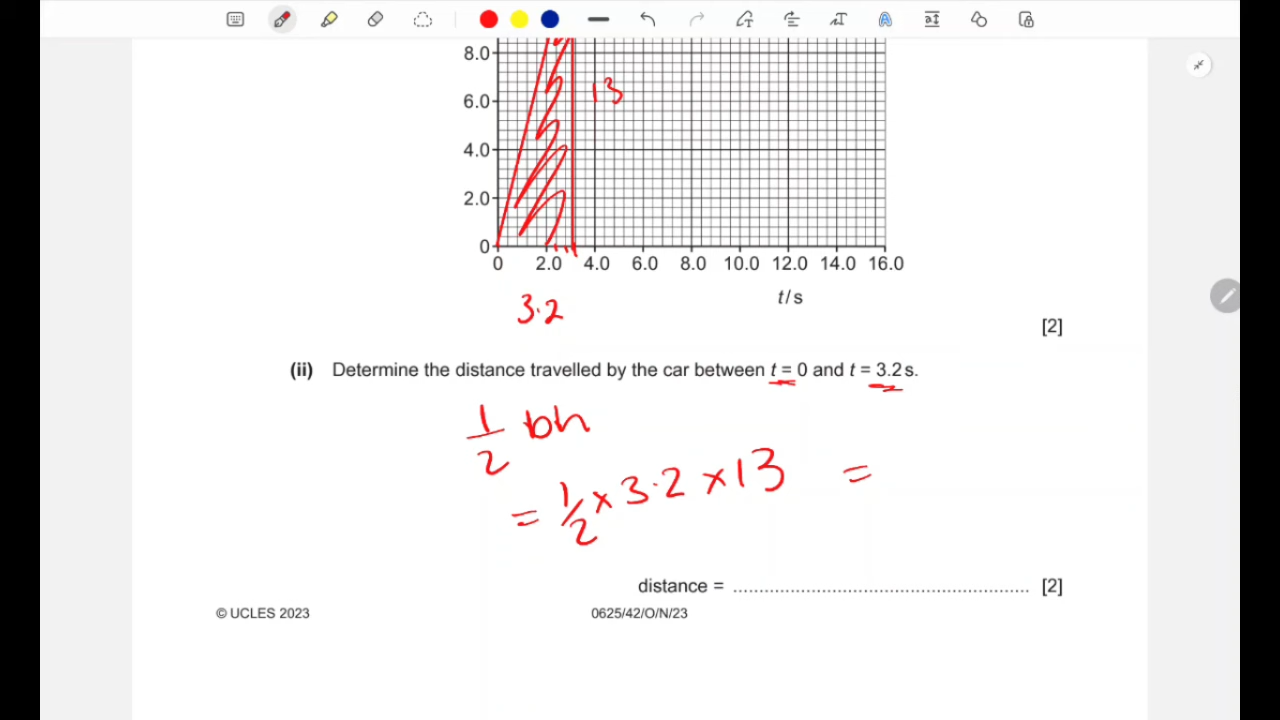 8.0
6.0
13
4.0
2.0
0
0 2.0 4.0 6.0 8.0 10.0 12.0 14.0 16.0
t/s
3.2
[2]
(ii) Determine the distance travelled by the car between t = 0 and t = 3.2 s.
1/2 bh
= 1/2 × 3.2 × 13 =
distance = ...................................................... [2]
© UCLES 2023 0625/42/O/N/23